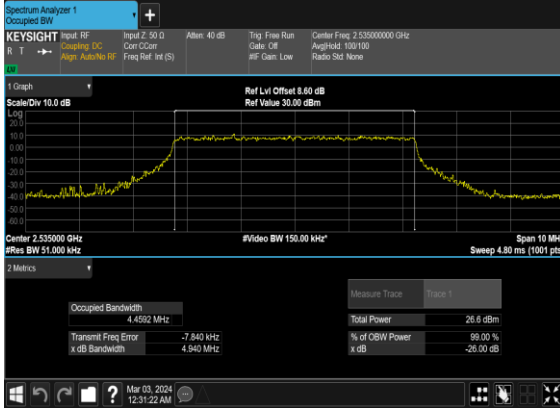 Spectrum Analyzer 1
Occupied BW
+
KEYSIGHT Input: RF Input Z: 50 Ω Atten: 40 dB Trig: Free Run Center Freq: 2.535000000 GHz
R T Coupling: DC Corr CCorr Gate: Off Avg|Hold: 100/100
Align: Auto/No RF Freq Ref: Int (S) #IF Gain: Low Radio Std: None
LW
1 Graph
Ref Lvl Offset 8.60 dB
Scale/Div 10.0 dB Ref Value 30.00 dBm
Log
20.0
10.0
0.00
-10.0
-20.0
-30.0
-40.0
-50.0
-60.0
Center 2.535000 GHz #Video BW 150.00 kHz* Span 10 MH
#Res BW 51.000 kHz Sweep 4.80 ms (1001 pts
2 Metrics
Measure Trace Trace 1
Occupied Bandwidth
4.4592 MHz Total Power 26.6 dBm
Transmit Freq Error -7.840 kHz % of OBW Power 99.00 %
x dB Bandwidth 4.940 MHz x dB -26.00 dB
? Mar 03, 2024
12:31:22 AM